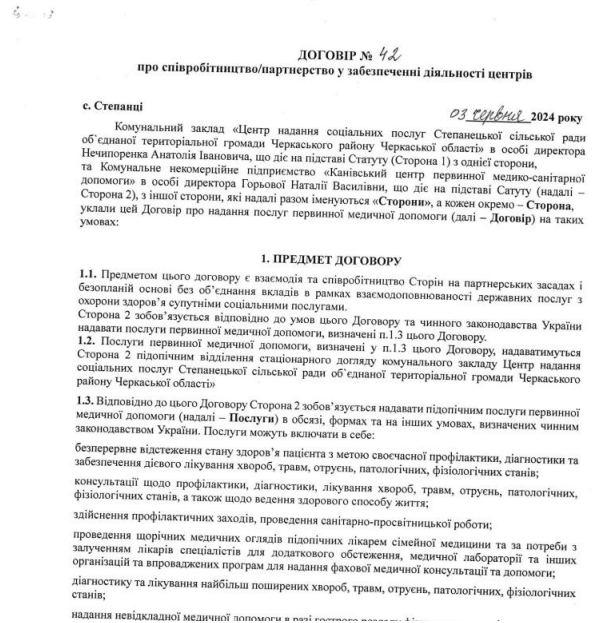 ДОГОВІР № 42
про співробітництво/партнерство у забезпеченні діяльності центрів
с. Степанці
03 червня 2024 року
Комунальний заклад «Центр надання соціальних послуг Степанецької сільської ради
об'єднаної територіальної громади Черкаського району Черкаської області» в особі директора
Нечипоренка Анатолія Івановича, що діє на підставі Статуту (Сторона 1) з однієї сторони,
та Комунальне некомерційне підприємство «Канівський центр первинної медико-санітарної
допомоги» в особі директора Горьової Наталії Василівни, що діє на підставі Сатуту (надалі –
Сторона 2), з іншої сторони, які надалі разом іменуються «Сторони», а кожен окремо – Сторона,
уклали цей Договір про надання послуг первинної медичної допомоги (далі – Договір) на таких
умовах:
1. ПРЕДМЕТ ДОГОВОРУ
1.1. Предметом цього договору є взаємодія та співробітництво Сторін на партнерських засадах і
безоплатній основі без об'єднання вкладів в рамках взаємодоповнюваності державних послуг з
охорони здоров'я супутніми соціальними послугами.
Сторона 2 зобов'язується відповідно до умов цього Договору та чинного законодавства України
надавати послуги первинної медичної допомоги, визначені п.1.3 цього Договору.
1.2. Послуги первинної медичної допомоги, визначені у п.1.3 цього Договору, надаватимуться
Сторона 2 підопічним відділення стаціонарного догляду комунального закладу Центр надання
соціальних послуг Степанецької сільської ради об'єднаної територіальної громади Черкаського
району Черкаської області»
1.3. Відповідно до цього Договору Сторона 2 зобов'язується надавати підопічним послуги первинної
медичної допомоги (надалі – Послуги) в обсязі, формах та на інших умовах, визначених чинним
законодавством України. Послуги можуть включати в себе:
безперервне відстеження стану здоров'я пацієнта з метою своєчасної профілактики, діагностики та
забезпечення дієвого лікування хвороб, травм, отруєнь, патологічних, фізіологічних станів;
консультації щодо профілактики, діагностики, лікування хвороб, травм, отруєнь, патологічних,
фізіологічних станів, а також щодо ведення здорового способу життя;
здійснення профілактичних заходів, проведення санітарно-просвітницької роботи;
проведення щорічних медичних оглядів підопічних лікарем сімейної медицини та за потреби з
залученням лікарів спеціалістів для додаткового обстеження, медичної лабораторії та інших
організацій та впроваджених програм для надання фахової медичної консультації та допомоги;
діагностику та лікування найбільш поширених хвороб, травм, отруєнь, патологічних, фізіологічних
станів;
надання невідкладної медичної допомоги в разі гострого розладу